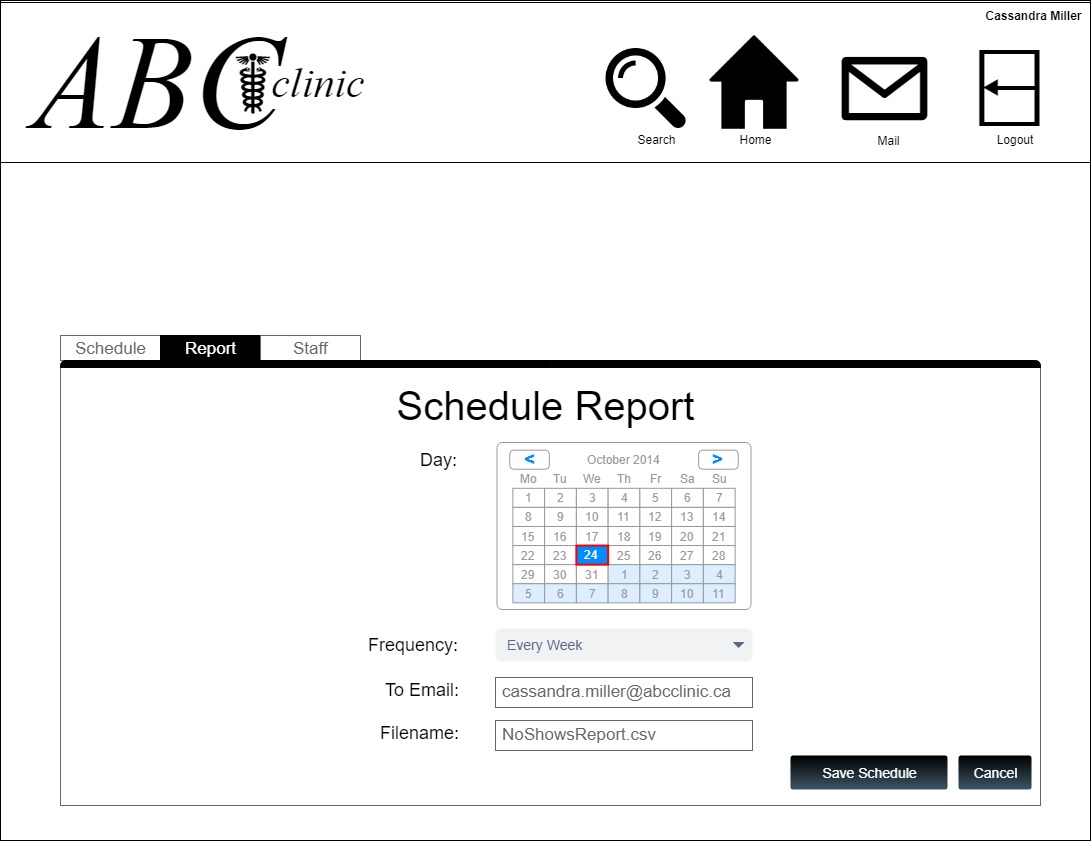 Cassandra Miller
ABC clinic
Search Home Mail Logout
Schedule Report Staff
Schedule Report
Day:
< October 2014 >
Mo Tu We Th Fr Sa Su
1 2 3 4 5 6 7
8 9 10 11 12 13 14
15 16 17 18 19 20 21
22 23 24 25 26 27 28
29 30 31 1 2 3 4
5 6 7 8 9 10 11
Frequency: Every Week
To Email: cassandra.miller@abcclinic.ca
Filename: NoShowsReport.csv
Save Schedule Cancel